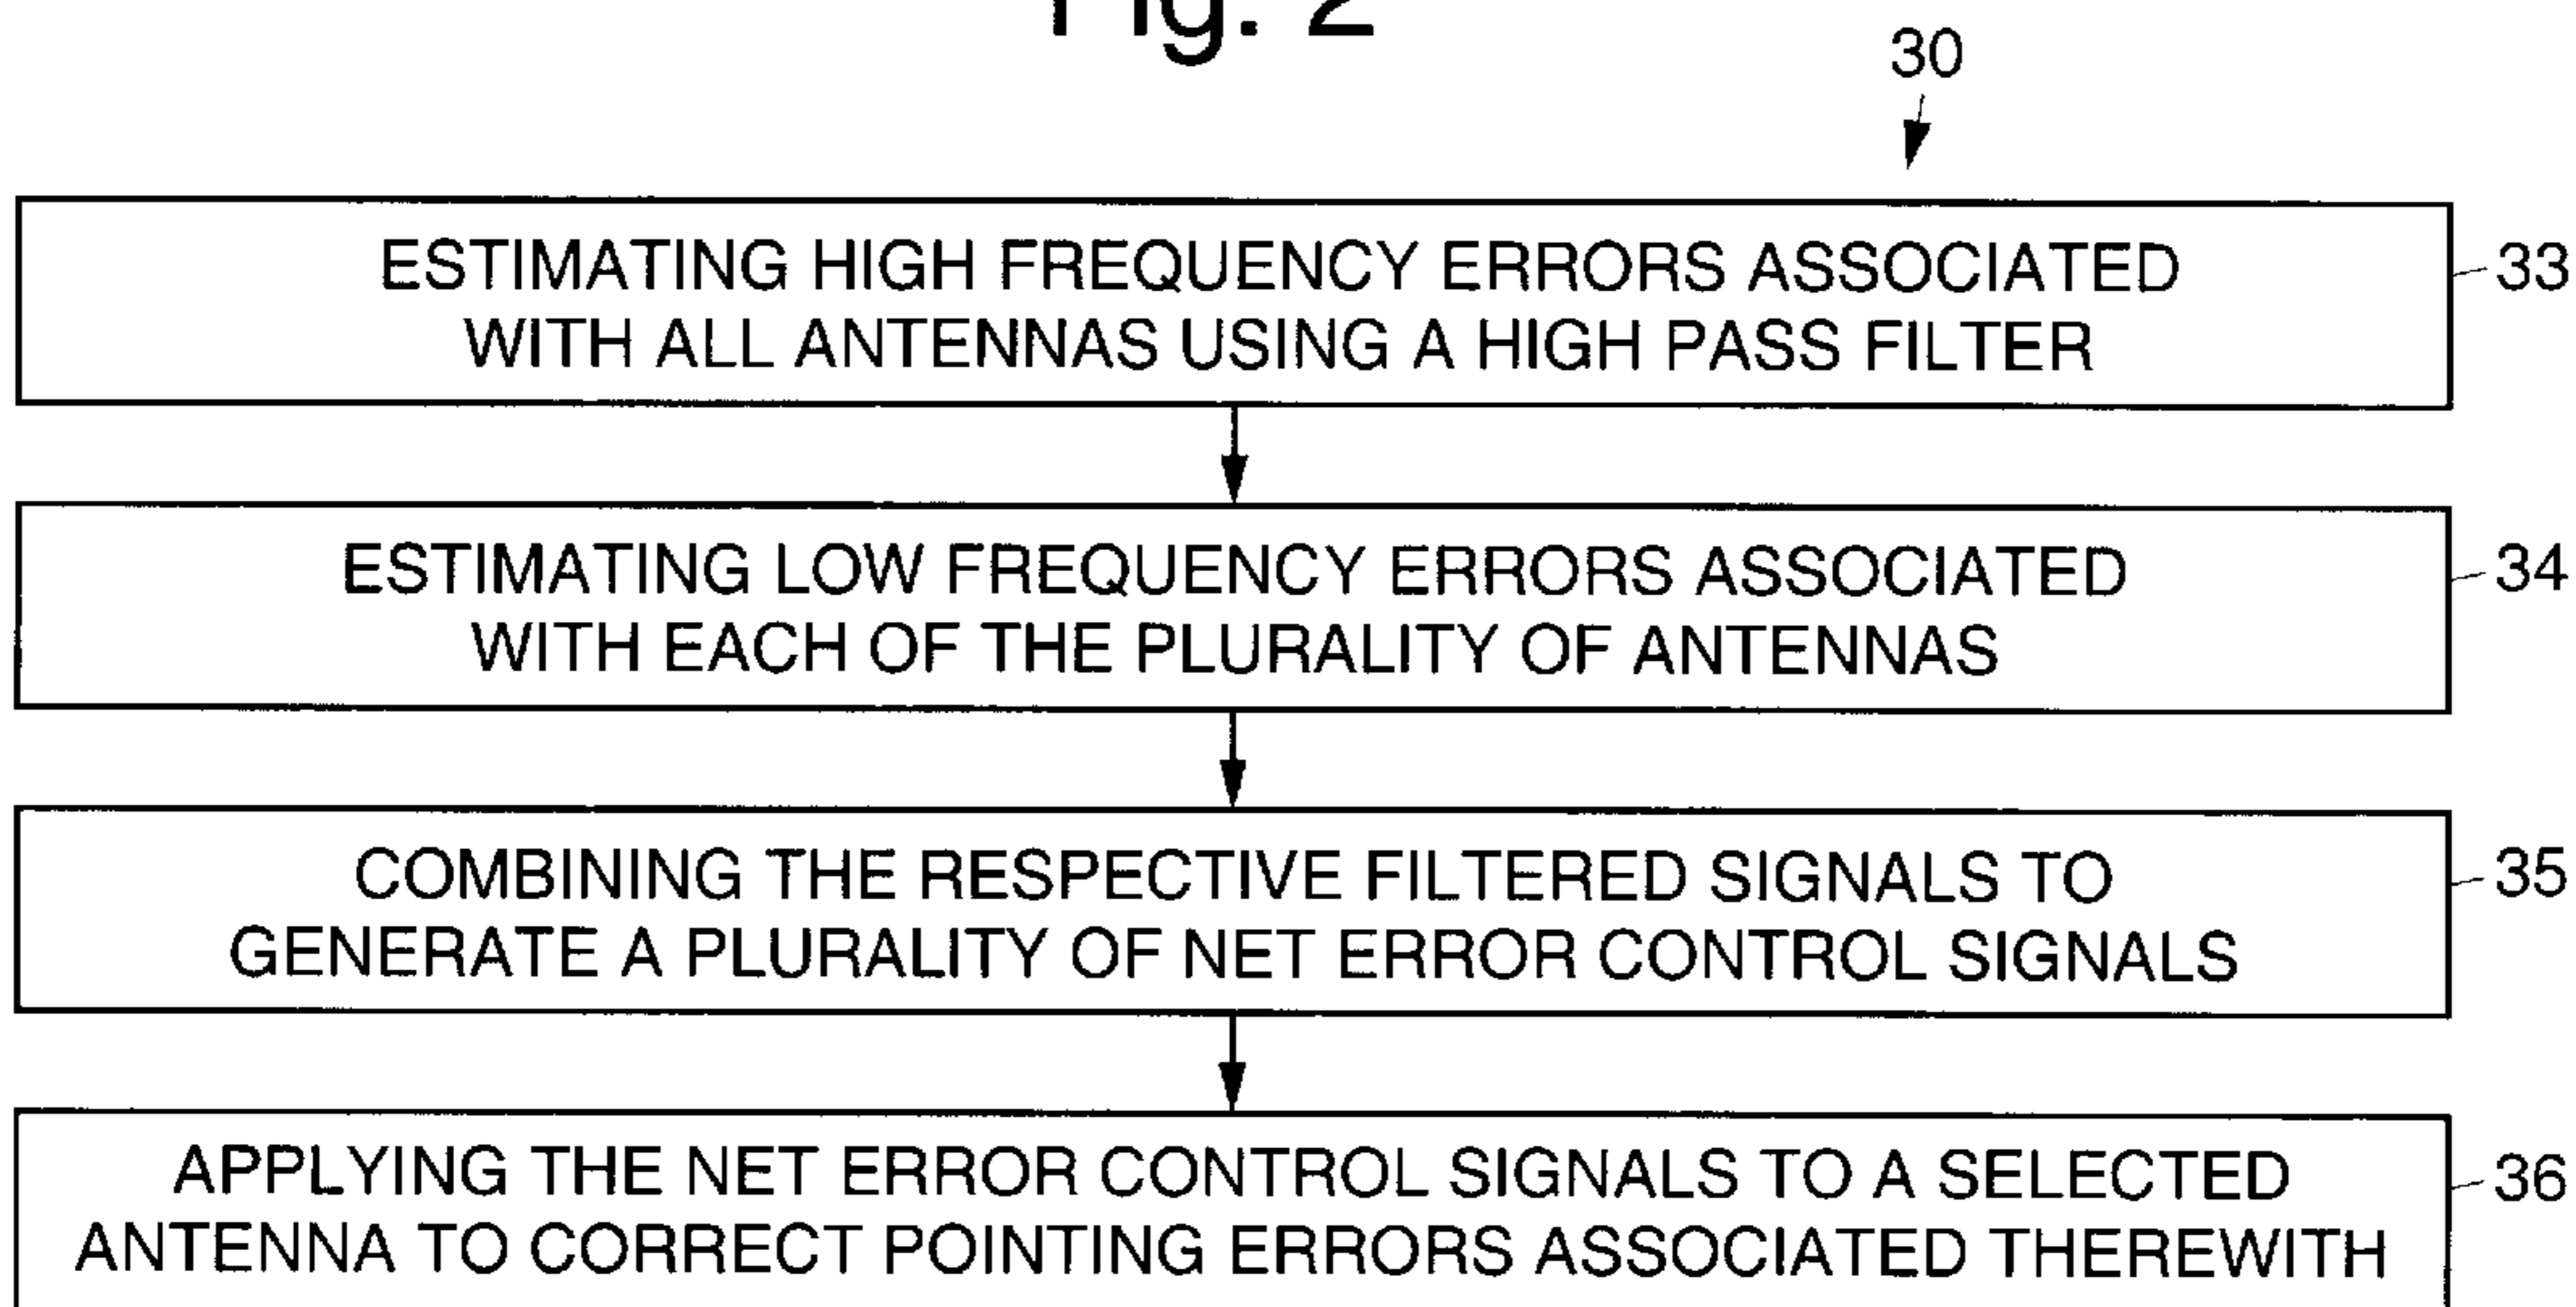 Fig. 2
30
ESTIMATING HIGH FREQUENCY ERRORS ASSOCIATED
WITH ALL ANTENNAS USING A HIGH PASS FILTER
33
ESTIMATING LOW FREQUENCY ERRORS ASSOCIATED
WITH EACH OF THE PLURALITY OF ANTENNAS
34
COMBINING THE RESPECTIVE FILTERED SIGNALS TO
GENERATE A PLURALITY OF NET ERROR CONTROL SIGNALS
35
APPLYING THE NET ERROR CONTROL SIGNALS TO A SELECTED
ANTENNA TO CORRECT POINTING ERRORS ASSOCIATED THEREWITH
36